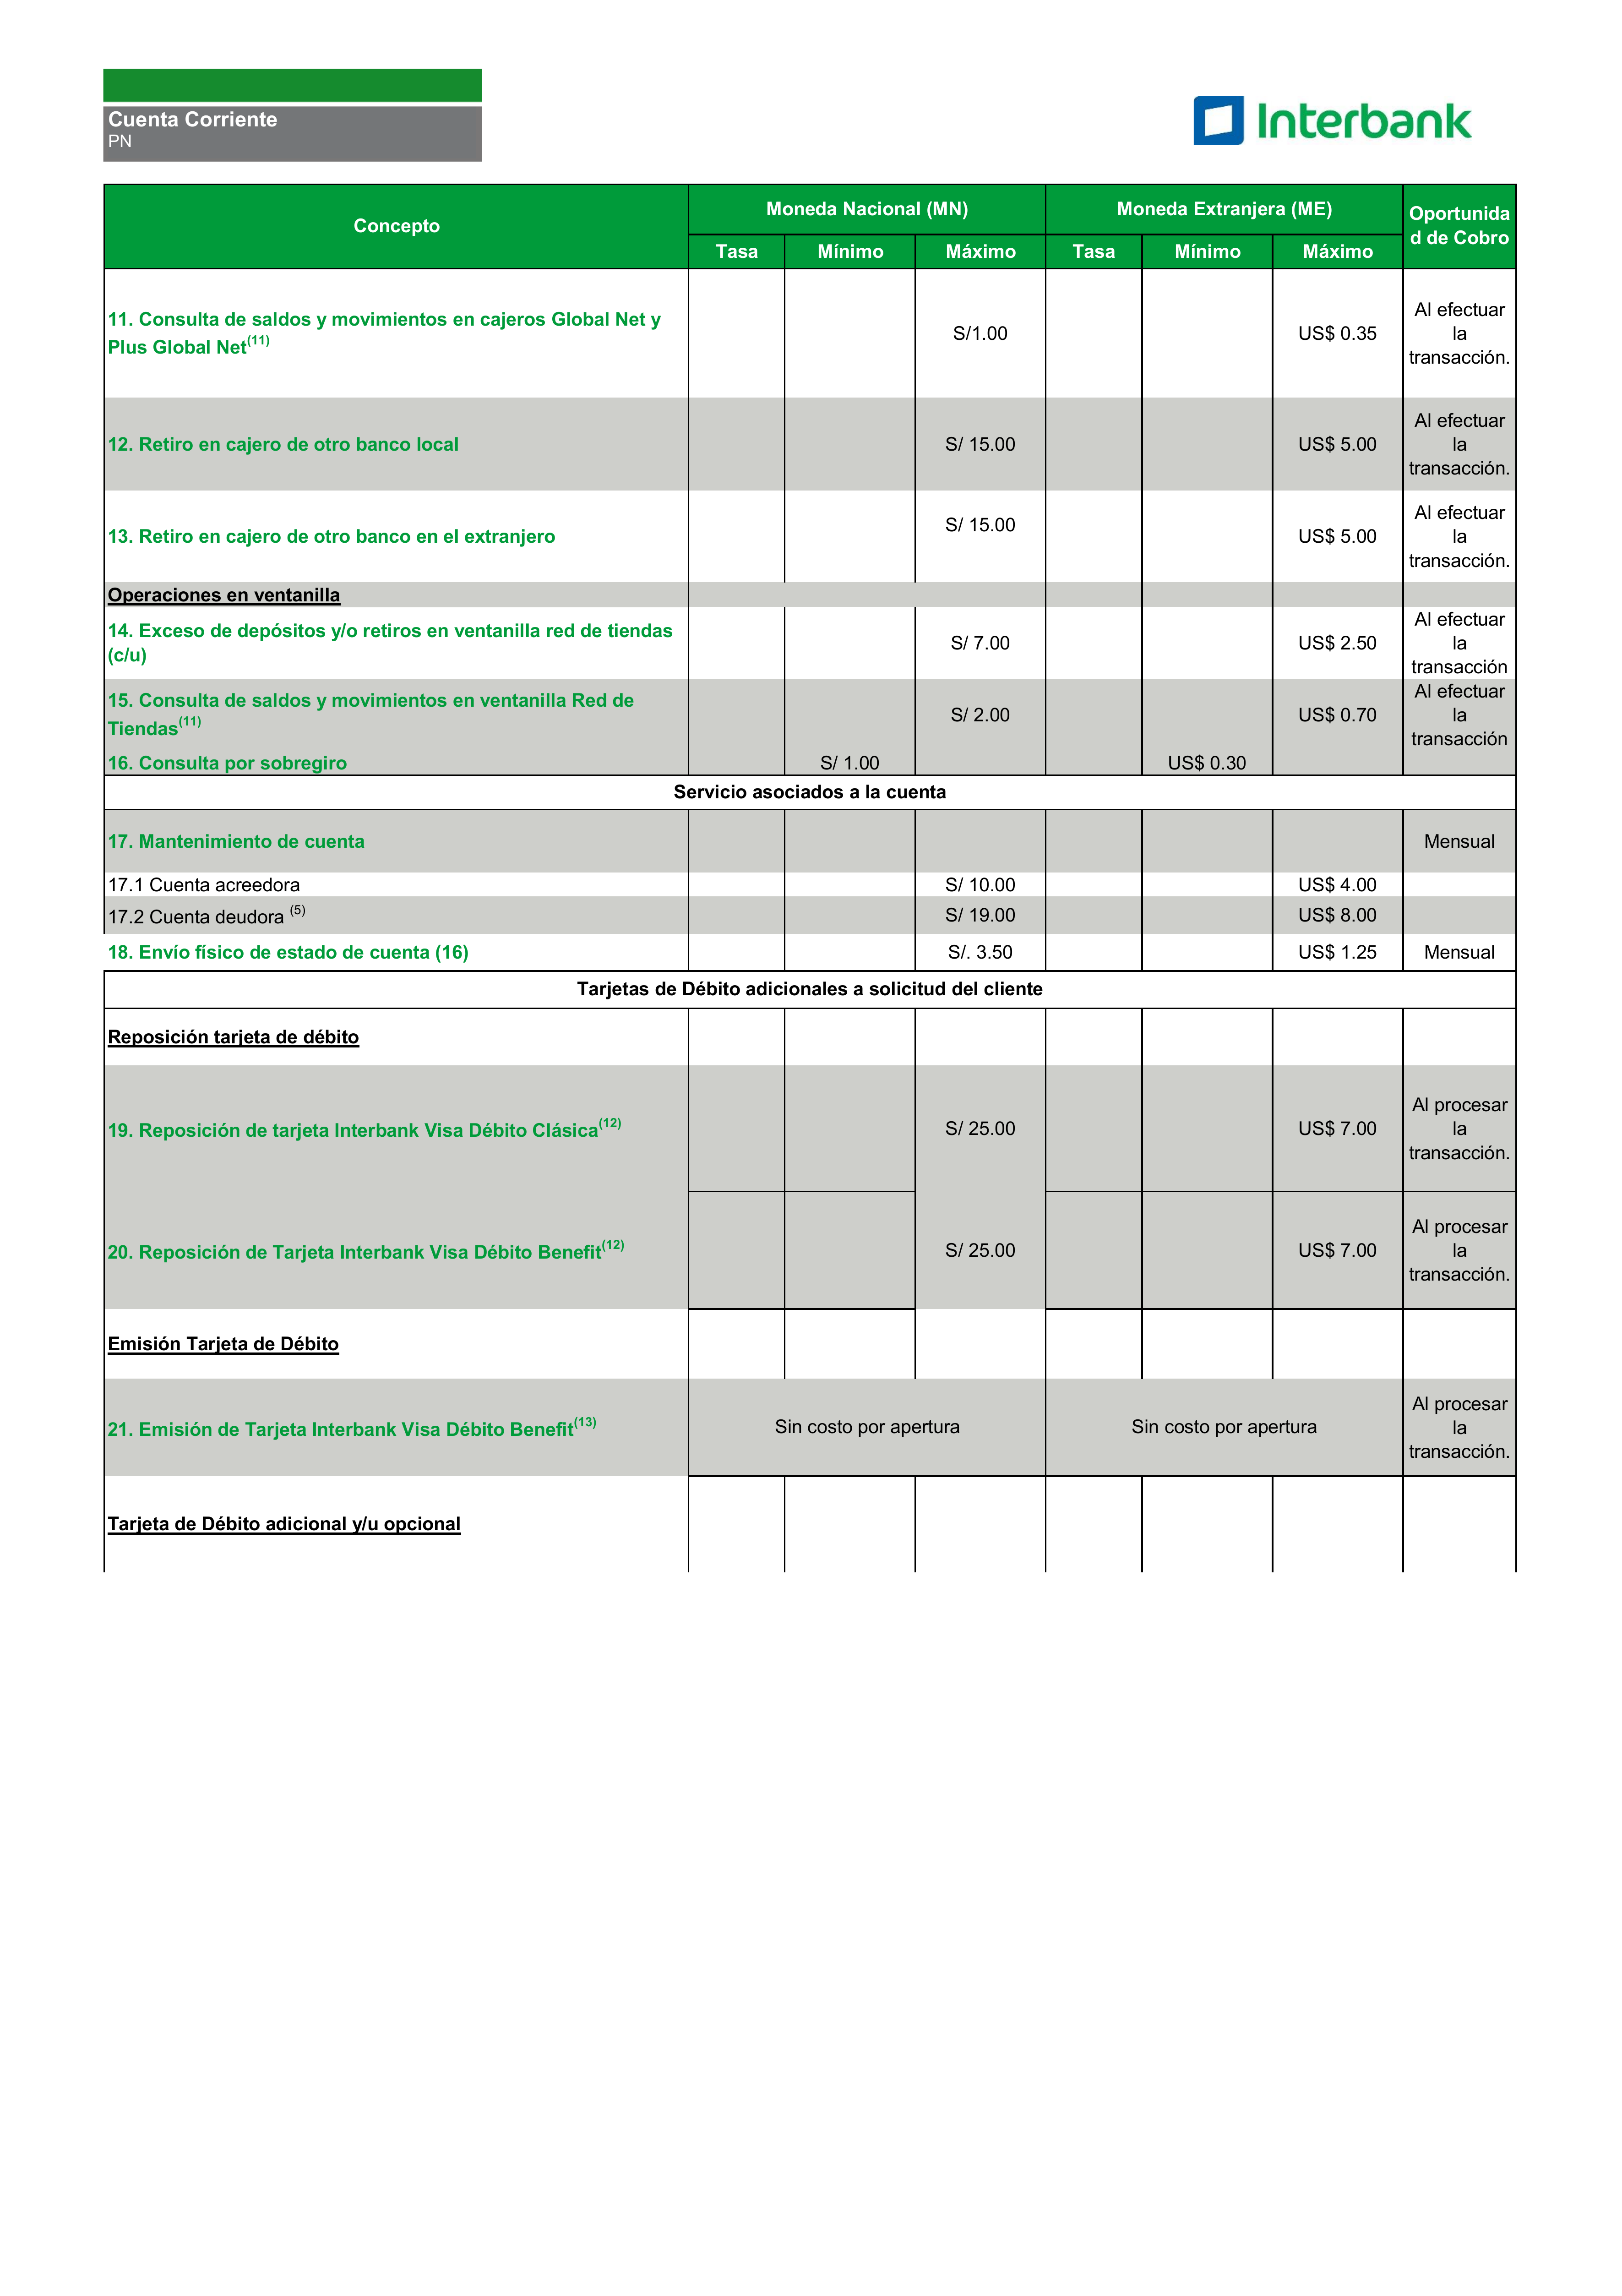 Cuenta Corriente
PN
Interbank
Concepto
Moneda Nacional (MN)
Moneda Extranjera (ME)
Oportunida
d de Cobro
Tasa Mínimo Máximo Tasa Mínimo Máximo
11. Consulta de saldos y movimientos en cajeros Global Net y
Plus Global Net(11)
S/1.00
US$ 0.35
Al efectuar
la
transacción.
12. Retiro en cajero de otro banco local
S/ 15.00
US$ 5.00
Al efectuar
la
transacción.
13. Retiro en cajero de otro banco en el extranjero
S/ 15.00
US$ 5.00
Al efectuar
la
transacción.
Operaciones en ventanilla
14. Exceso de depósitos y/o retiros en ventanilla red de tiendas
(c/u)
S/ 7.00
US$ 2.50
Al efectuar
la
transacción
15. Consulta de saldos y movimientos en ventanilla Red de
Tiendas(11)
S/ 2.00
US$ 0.70
Al efectuar
la
transacción
16. Consulta por sobregiro S/ 1.00 US$ 0.30
Servicio asociados a la cuenta
17. Mantenimiento de cuenta Mensual
17.1 Cuenta acreedora S/ 10.00 US$ 4.00
17.2 Cuenta deudora (5) S/ 19.00 US$ 8.00
18. Envío físico de estado de cuenta (16) S/. 3.50 US$ 1.25 Mensual
Tarjetas de Débito adicionales a solicitud del cliente
Reposición tarjeta de débito
19. Reposición de tarjeta Interbank Visa Débito Clásica(12)
S/ 25.00
US$ 7.00
Al procesar
la
transacción.
20. Reposición de Tarjeta Interbank Visa Débito Benefit(12)
S/ 25.00
US$ 7.00
Al procesar
la
transacción.
Emisión Tarjeta de Débito
21. Emisión de Tarjeta Interbank Visa Débito Benefit(13)
Sin costo por apertura
Sin costo por apertura
Al procesar
la
transacción.
Tarjeta de Débito adicional y/u opcional